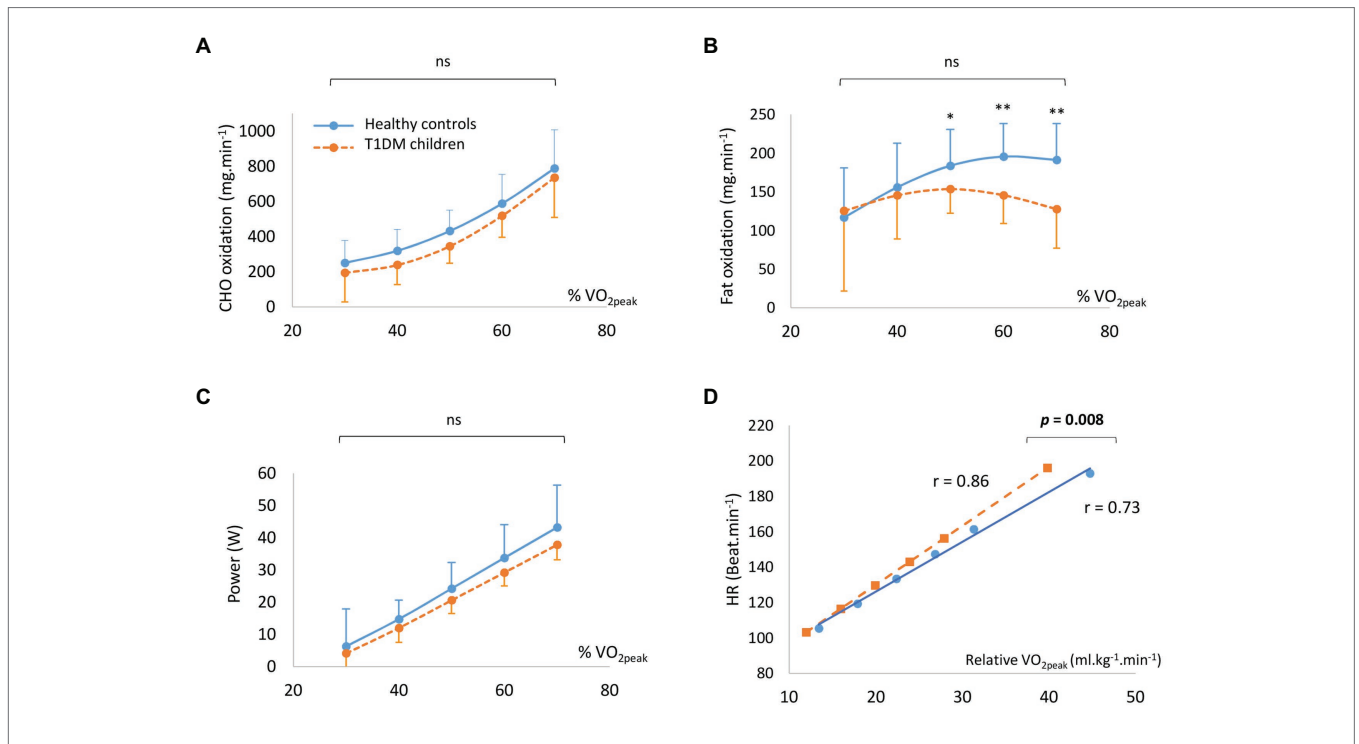 A
ns
CHO oxidation (mg.min⁻¹)
1000
800
600
400
200
0
Healthy controls
T1DM children
% VO₂peak
20 40 60 80
B
ns
* ** **
Fat oxidation (mg.min⁻¹)
250
200
150
100
50
0
% VO₂peak
20 40 60 80
C
ns
Power (W)
60
50
40
30
20
10
0
% VO₂peak
20 40 60 80
D
p = 0.008
HR (Beat.min⁻¹)
220
200
180
160
140
120
100
80
r = 0.86
r = 0.73
Relative VO₂peak (ml.kg⁻¹.min⁻¹)
10 20 30 40 50